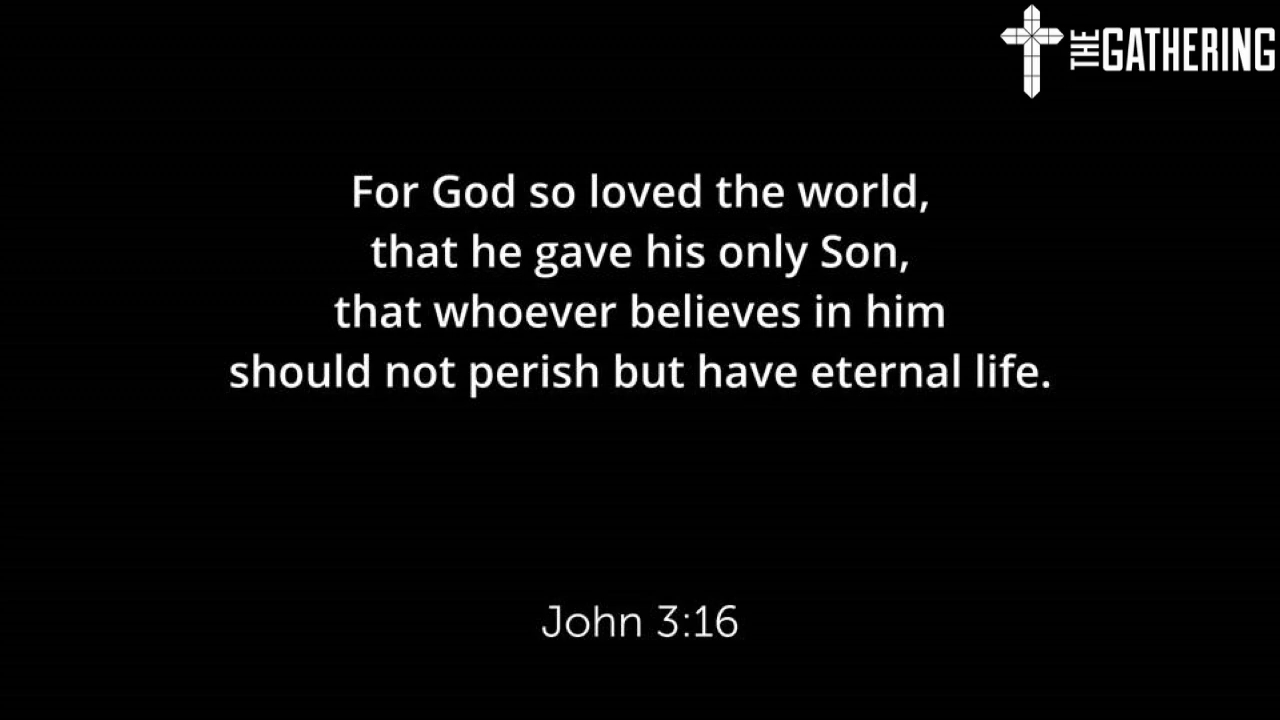 THE GATHERING
For God so loved the world,
that he gave his only Son,
that whoever believes in him
should not perish but have eternal life.
John 3:16